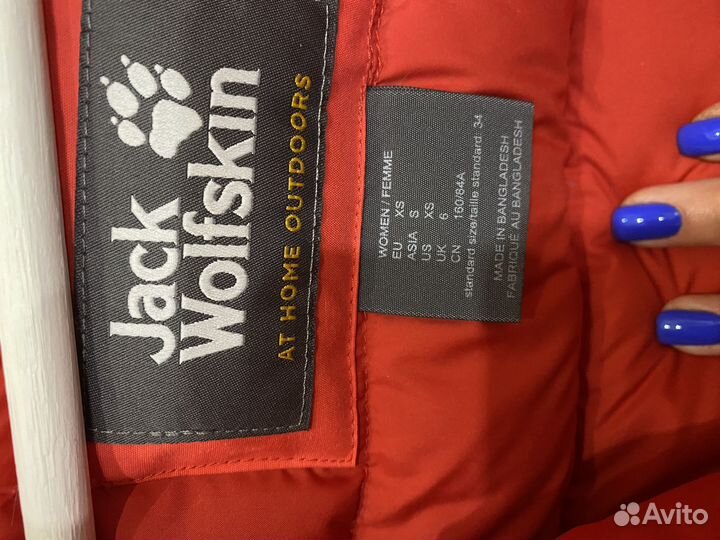 Jack
Wolfskin
AT HOME OUTDOORS
WOMEN / FEMME
EU XS
ASIA S
US XS
UK 6
CN 160/84A
standard size/taille standard 34
MADE IN BANGLADESH
FABRIQUÉ AU BANGLADESH
Avito